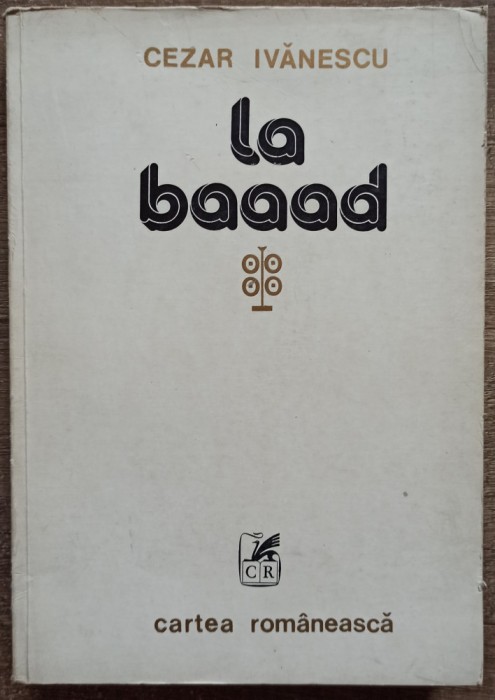 CEZAR IVĂNESCU
la
baaad
CR
cartea românească